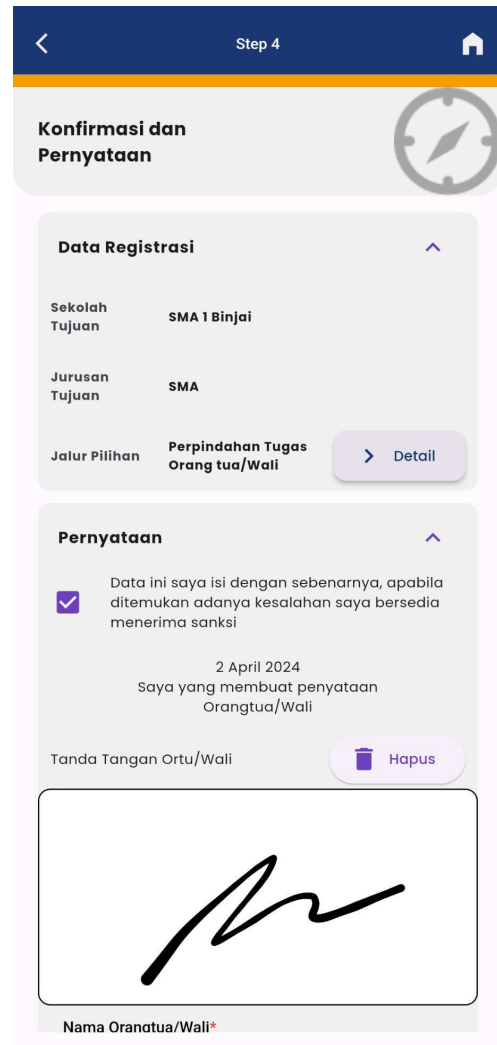 Step 4
Konfirmasi dan
Pernyataan
Data Registrasi
Sekolah
Tujuan
SMA 1 Binjai
Jurusan
Tujuan
SMA
Jalur Pilihan
Perpindahan Tugas
Orang tua/Wali
Detail
Pernyataan
Data ini saya isi dengan sebenarnya, apabila
ditemukan adanya kesalahan saya bersedia
menerima sanksi
2 April 2024
Saya yang membuat penyataan
Orangtua/Wali
Tanda Tangan Ortu/Wali
Hapus
Nama Orangtua/Wali*